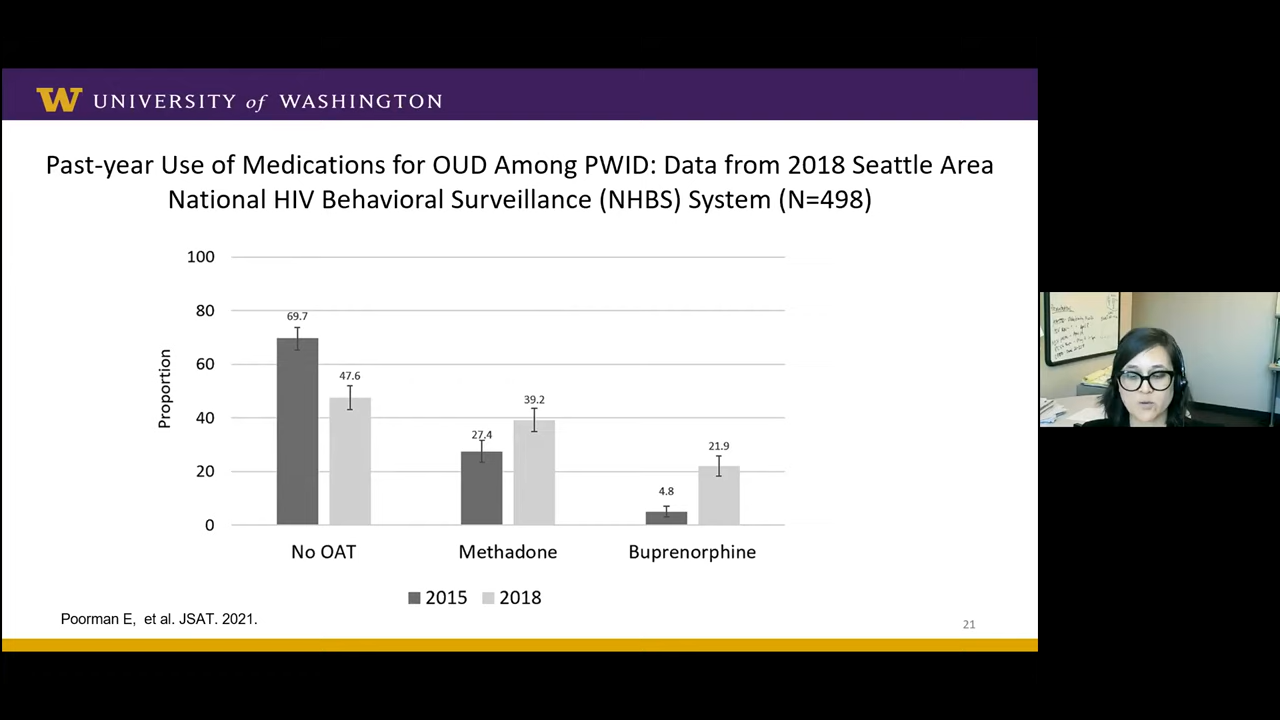 W UNIVERSITY of WASHINGTON
Past-year Use of Medications for OUD Among PWID: Data from 2018 Seattle Area
National HIV Behavioral Surveillance (NHBS) System (N=498)
100
80
60
40
20
0
Proportion
69.7
47.6
27.4
39.2
4.8
21.9
No OAT
Methadone
Buprenorphine
2015
2018
Poorman E, et al. JSAT. 2021.
21